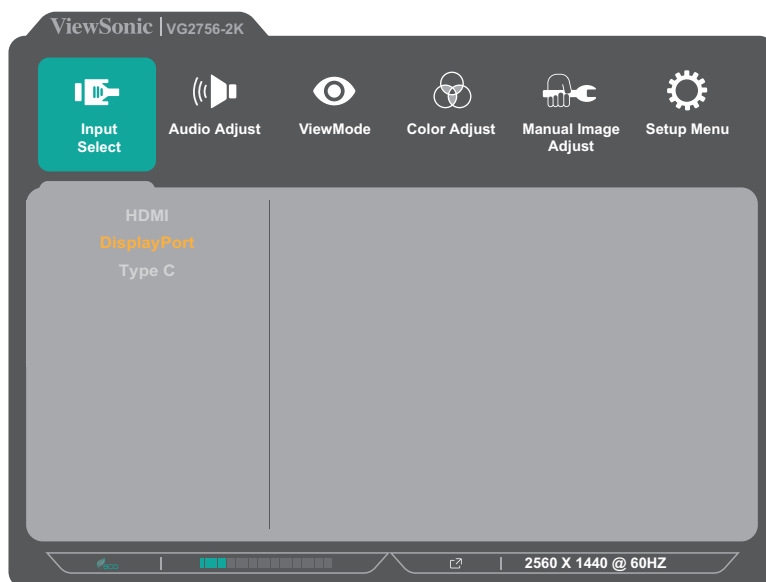 ViewSonic | VG2756-2K
Input Select
Audio Adjust
ViewMode
Color Adjust
Manual Image Adjust
Setup Menu
HDMI
DisplayPort
Type C
eco
2560 X 1440 @ 60HZ